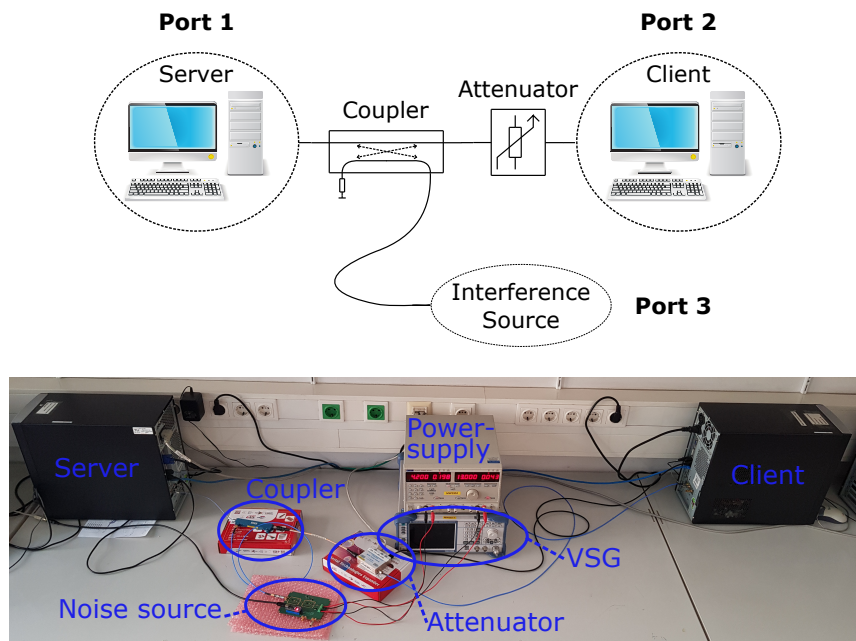 Port 1
Port 2
Server
Client
Coupler
Attenuator
Interference
Source
Port 3
Power-
supply
Server
Client
Coupler
VSG
Noise source
Attenuator